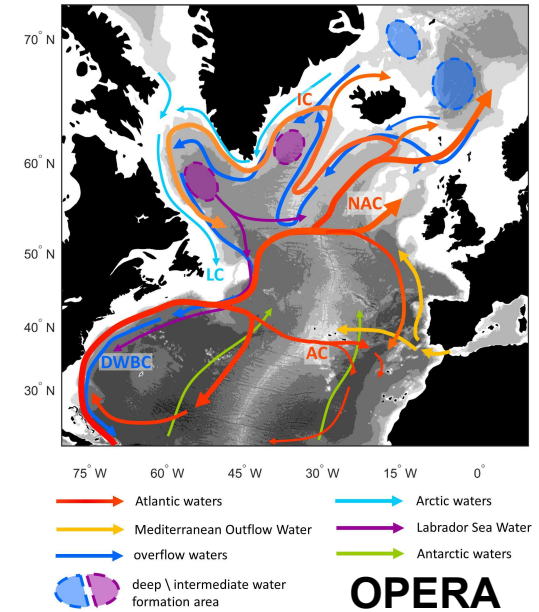 70° N
IC
60° N
NAC
50° N
LC
40° N
AC
DWBC
30° N
75° W 60° W 45° W 30° W 15° W 0°
Atlantic waters Arctic waters
Mediterranean Outflow Water Labrador Sea Water
overflow waters Antarctic waters
deep \ intermediate water
formation area
OPERA